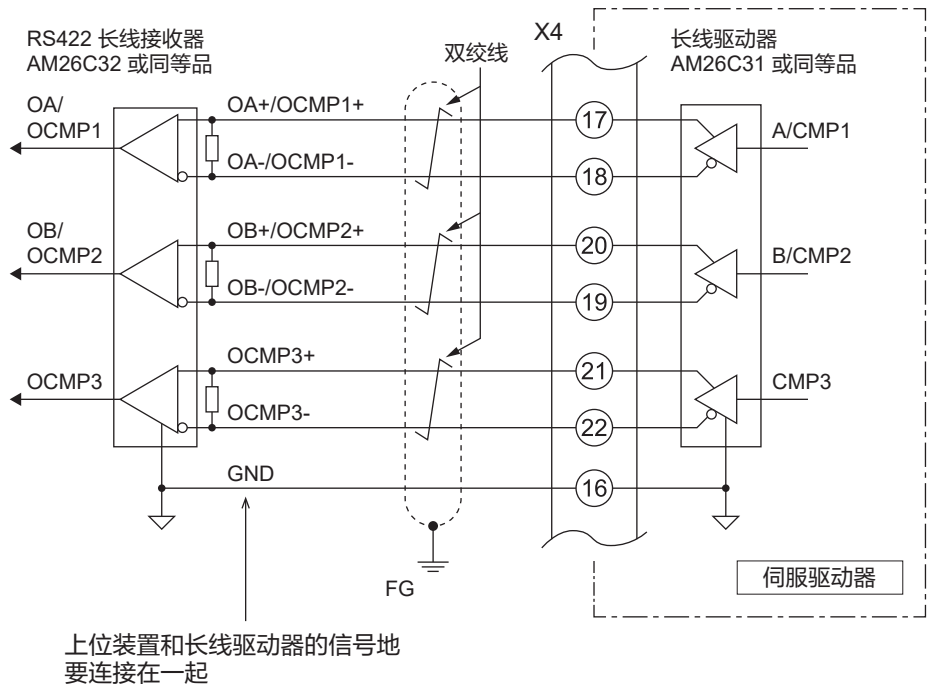 RS422 长线接收器
AM26C32 或同等品
双绞线
X4
长线驱动器
AM26C31 或同等品
OA/
OCMP1
OA+/OCMP1+
17
A/CMP1
OA-/OCMP1-
18
OB/
OCMP2
OB+/OCMP2+
20
B/CMP2
OB-/OCMP2-
19
OCMP3
OCMP3+
21
CMP3
OCMP3-
22
GND
16
FG
伺服驱动器
上位装置和长线驱动器的信号地
要连接在一起